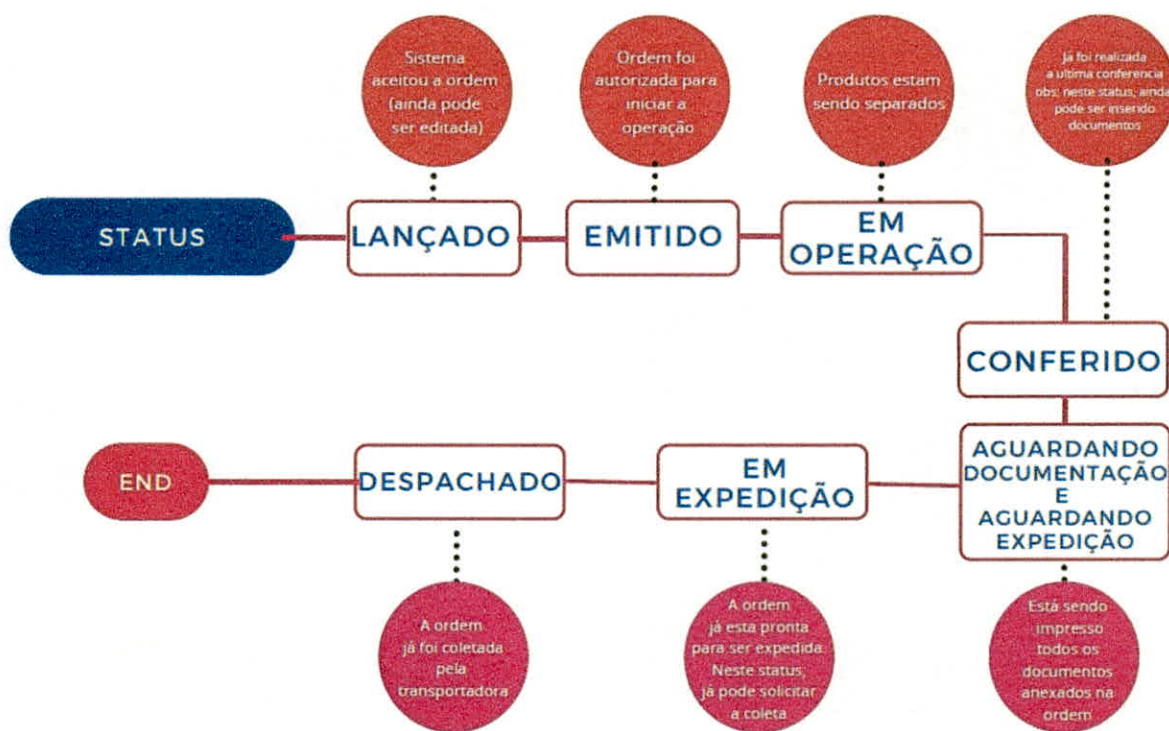 Sistema
aceitou a ordem
(ainda pode
ser editada)
Ordem foi
autorizada para
iniciar a
operação
Produtos estam
sendo separados
Já foi realizada
a ultima conferencia
obs: neste status, ainda
pode ser inserido
documentos
STATUS
LANÇADO
EMITIDO
EM
OPERAÇÃO
CONFERIDO
AGUARDANDO
DOCUMENTAÇÃO
E
AGUARDANDO
EXPEDIÇÃO
EM
EXPEDIÇÃO
DESPACHADO
END
A ordem
já foi coletada
pela
transportadora
A ordem
já esta pronta
para ser expedida.
Neste status,
já pode solicitar
a coleta
Está sendo
impresso
todos os
documentos
anexados na
ordem